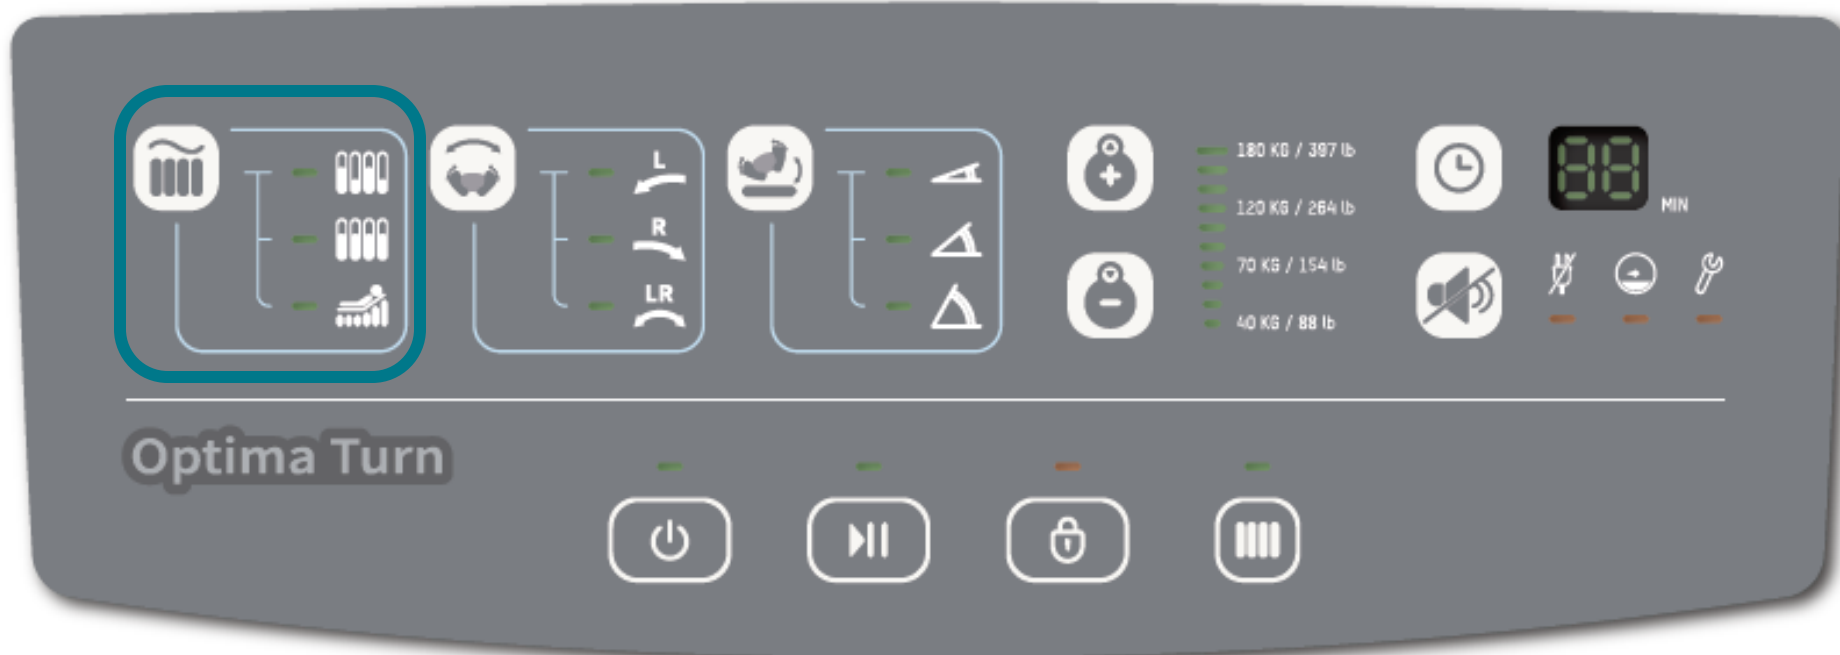 L
R
LR
180 KG / 397 lb
120 KG / 264 lb
70 KG / 154 lb
40 KG / 88 lb
88
MIN
Optima Turn